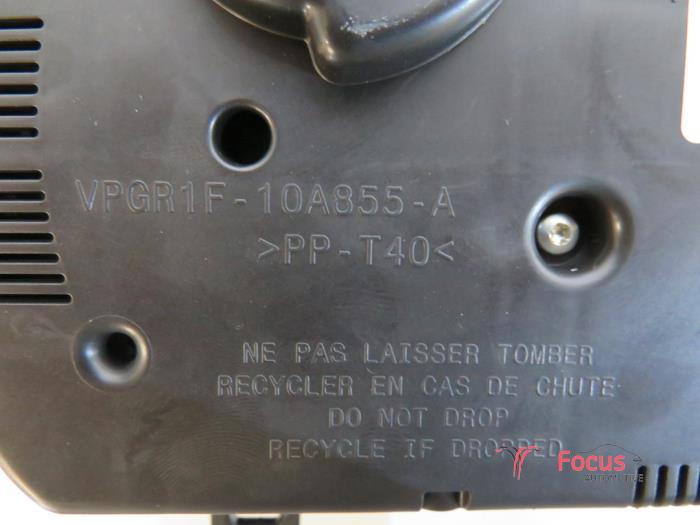 VPGR1F-10A855-A
>PP-T40<
NE PAS LAISSER TOMBER
RECYCLER EN CAS DE CHUTE
DO NOT DROP
RECYCLE IF DROPPED
Focus
AUTOMOTIVE